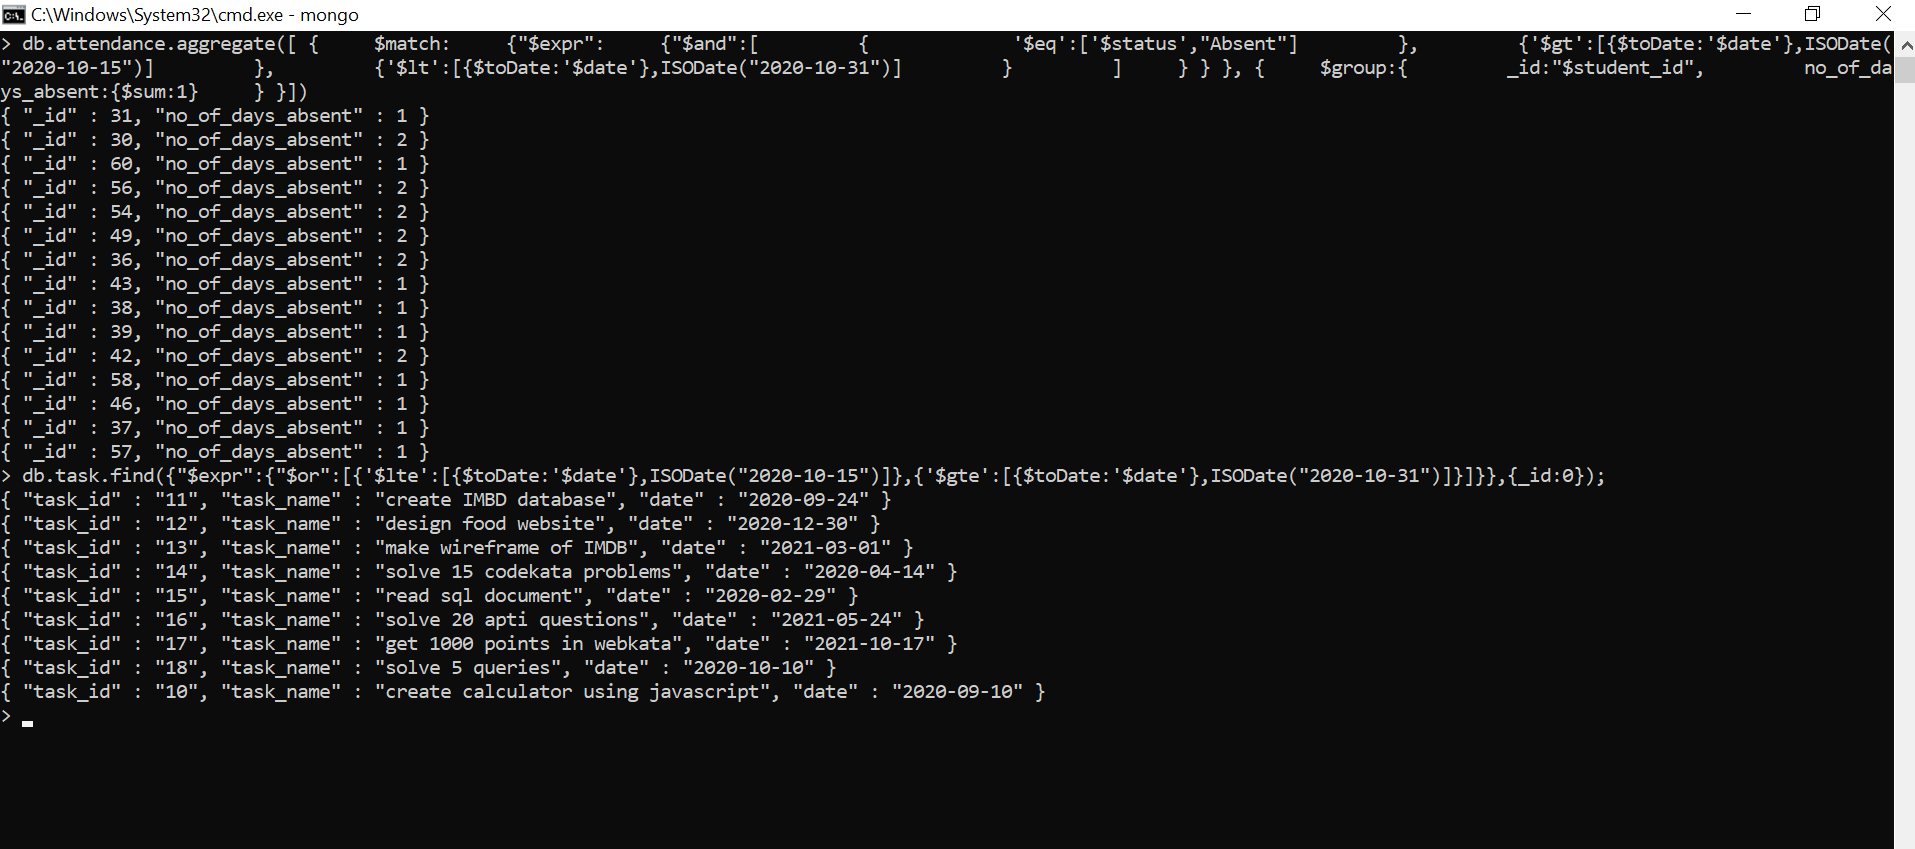 C:\Windows\System32\cmd.exe - mongo
> db.attendance.aggregate([ {     $match:     {"$expr":     {"$and":[         {             '$eq':['$status',"Absent"]         },         {'$gt':[{$toDate:'$date'},ISODate(
"2020-10-15")]         },         {'$lt':[{$toDate:'$date'},ISODate("2020-10-31")]         }         ]     } } }, {     $group:{         _id:"$student_id",         no_of_da
ys_absent:{$sum:1}     } }])
{ "_id" : 31, "no_of_days_absent" : 1 }
{ "_id" : 30, "no_of_days_absent" : 2 }
{ "_id" : 60, "no_of_days_absent" : 1 }
{ "_id" : 56, "no_of_days_absent" : 2 }
{ "_id" : 54, "no_of_days_absent" : 2 }
{ "_id" : 49, "no_of_days_absent" : 2 }
{ "_id" : 36, "no_of_days_absent" : 2 }
{ "_id" : 43, "no_of_days_absent" : 1 }
{ "_id" : 38, "no_of_days_absent" : 1 }
{ "_id" : 39, "no_of_days_absent" : 1 }
{ "_id" : 42, "no_of_days_absent" : 2 }
{ "_id" : 58, "no_of_days_absent" : 1 }
{ "_id" : 46, "no_of_days_absent" : 1 }
{ "_id" : 37, "no_of_days_absent" : 1 }
{ "_id" : 57, "no_of_days_absent" : 1 }
> db.task.find({"$expr":{"$or":[{'$lte':[{$toDate:'$date'},ISODate("2020-10-15")]},{'$gte':[{$toDate:'$date'},ISODate("2020-10-31")]}]}},{_id:0});
{ "task_id" : "11", "task_name" : "create IMBD database", "date" : "2020-09-24" }
{ "task_id" : "12", "task_name" : "design food website", "date" : "2020-12-30" }
{ "task_id" : "13", "task_name" : "make wireframe of IMDB", "date" : "2021-03-01" }
{ "task_id" : "14", "task_name" : "solve 15 codekata problems", "date" : "2020-04-14" }
{ "task_id" : "15", "task_name" : "read sql document", "date" : "2020-02-29" }
{ "task_id" : "16", "task_name" : "solve 20 apti questions", "date" : "2021-05-24" }
{ "task_id" : "17", "task_name" : "get 1000 points in webkata", "date" : "2021-10-17" }
{ "task_id" : "18", "task_name" : "solve 5 queries", "date" : "2020-10-10" }
{ "task_id" : "10", "task_name" : "create calculator using javascript", "date" : "2020-09-10" }
>